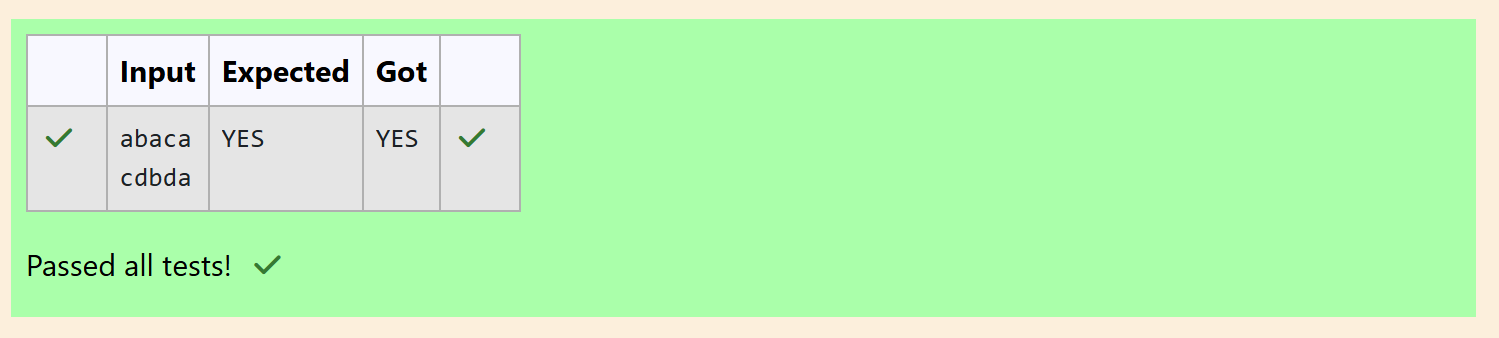 Input Expected Got
abaca YES YES
cdbda
Passed all tests!